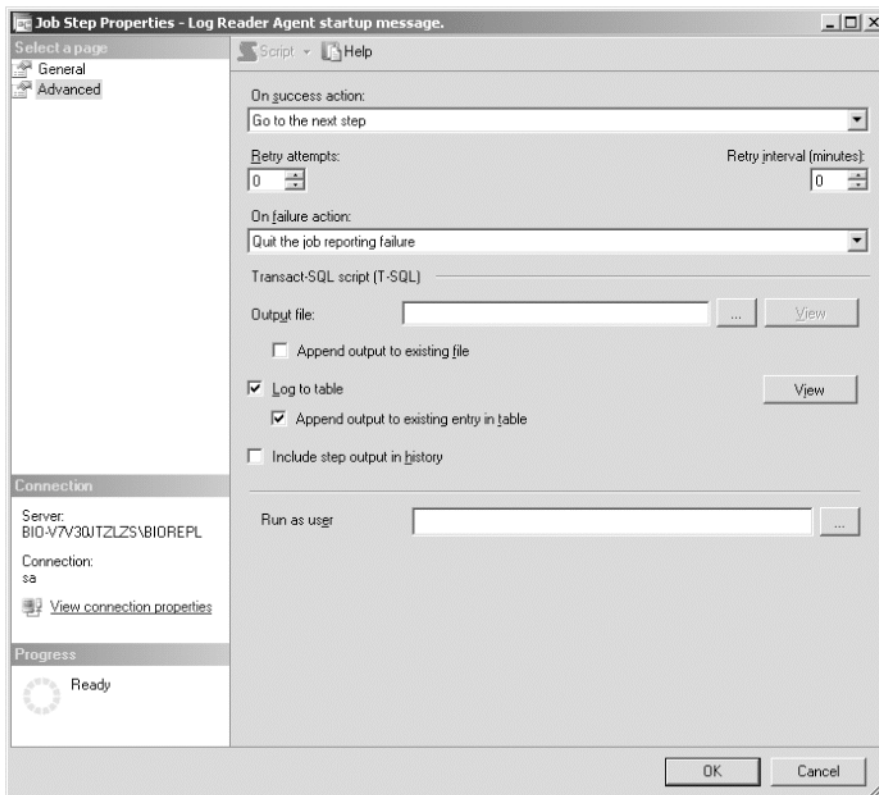 Job Step Properties - Log Reader Agent startup message.
Select a page
General
Advanced
Script
Help
On success action:
Go to the next step
Retry attempts:
Retry interval (minutes):
0
0
On failure action:
Quit the job reporting failure
Transact-SQL script (T-SQL)
Output file:
...
View
Append output to existing file
Log to table
View
Append output to existing entry in table
Include step output in history
Run as user
...
Connection
Server:
BIO-V7V30JTZLZS\BIOREPL
Connection:
sa
View connection properties
Progress
Ready
OK
Cancel